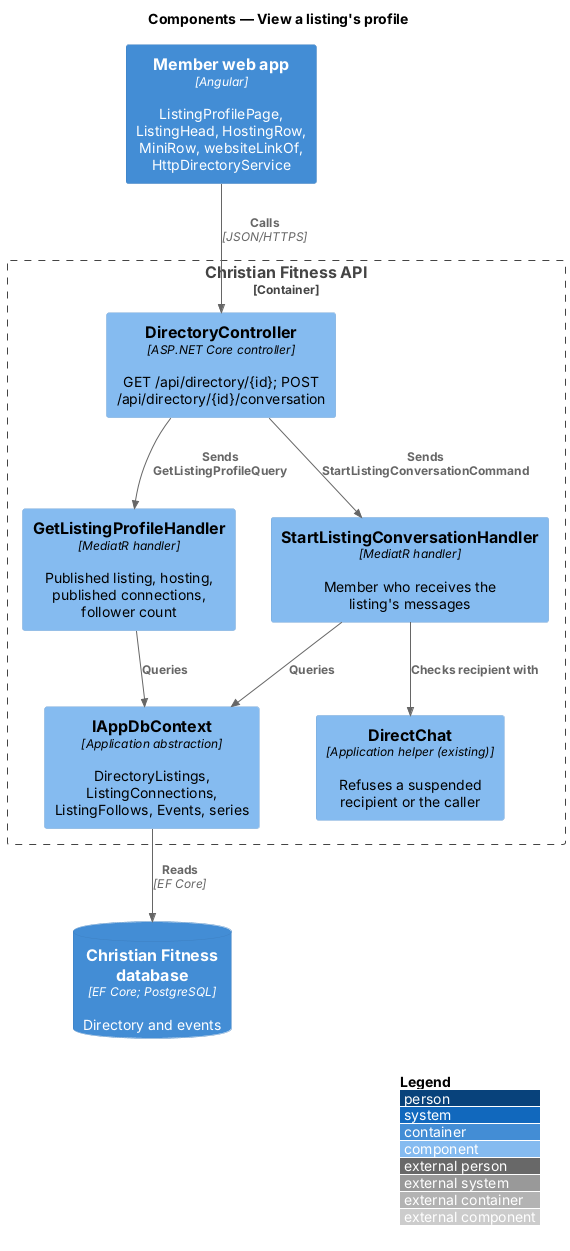 Components — View a listing's profile
Member web app
[Angular]
ListingProfilePage,
ListingHead, HostingRow,
MiniRow, websiteLinkOf,
HttpDirectoryService
Calls
[JSON/HTTPS]
Christian Fitness API
[Container]
DirectoryController
[ASP.NET Core controller]
GET /api/directory/{id}; POST
/api/directory/{id}/conversation
Sends
GetListingProfileQuery
Sends
StartListingConversationCommand
GetListingProfileHandler
[MediatR handler]
Published listing, hosting,
published connections,
follower count
StartListingConversationHandler
[MediatR handler]
Member who receives the
listing's messages
Queries
Queries
Checks recipient with
IAppDbContext
[Application abstraction]
DirectoryListings,
ListingConnections,
ListingFollows, Events, series
DirectChat
[Application helper (existing)]
Refuses a suspended
recipient or the caller
Reads
[EF Core]
Christian Fitness
database
[EF Core; PostgreSQL]
Directory and events
Legend
person
system
container
component
external person
external system
external container
external component